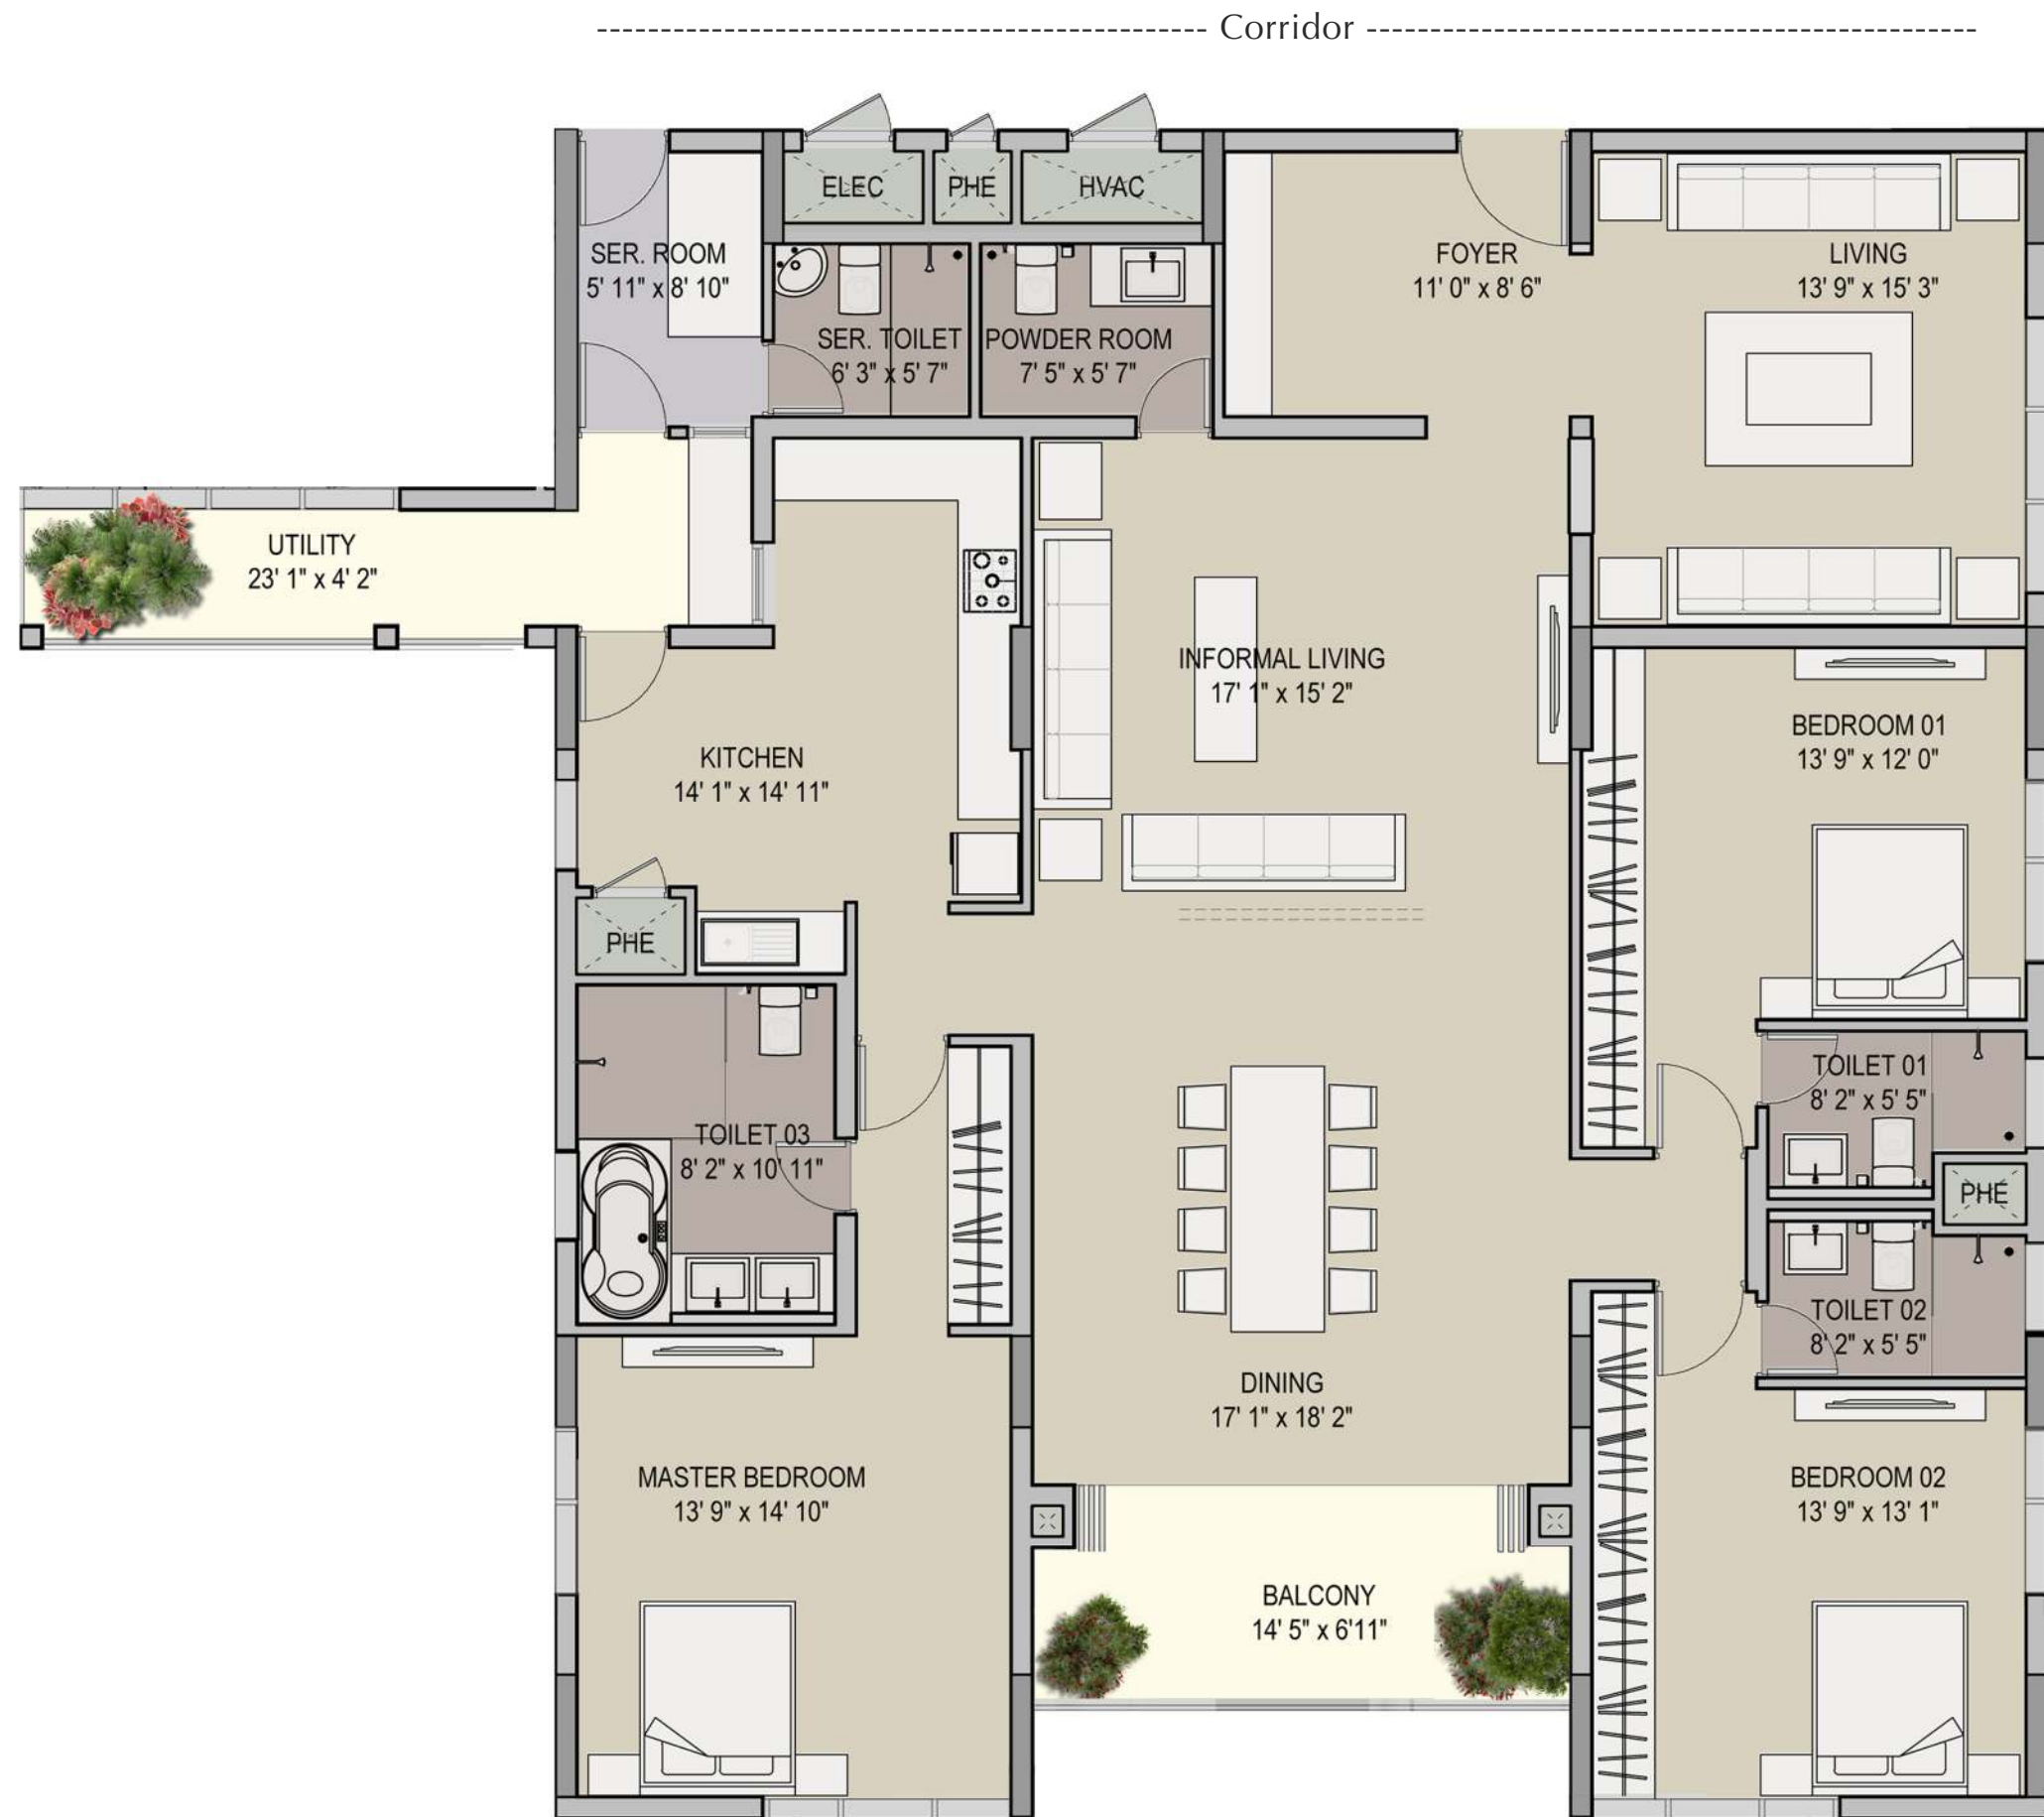 Corridor
ELEC
PHE
HVAC
SER. ROOM
5' 11" x 8' 10"
FOYER
11' 0" x 8' 6"
LIVING
13' 9" x 15' 3"
SER. TOILET
6' 3" x 5' 7"
POWDER ROOM
7' 5" x 5' 7"
UTILITY
23' 1" x 4' 2"
INFORMAL LIVING
17' 1" x 15' 2"
BEDROOM 01
13' 9" x 12' 0"
KITCHEN
14' 1" x 14' 11"
PHE
TOILET 01
8' 2" x 5' 5"
TOILET 03
8' 2" x 10' 11"
PHE
TOILET 02
8' 2" x 5' 5"
DINING
17' 1" x 18' 2"
MASTER BEDROOM
13' 9" x 14' 10"
BEDROOM 02
13' 9" x 13' 1"
BALCONY
14' 5" x 6'11"